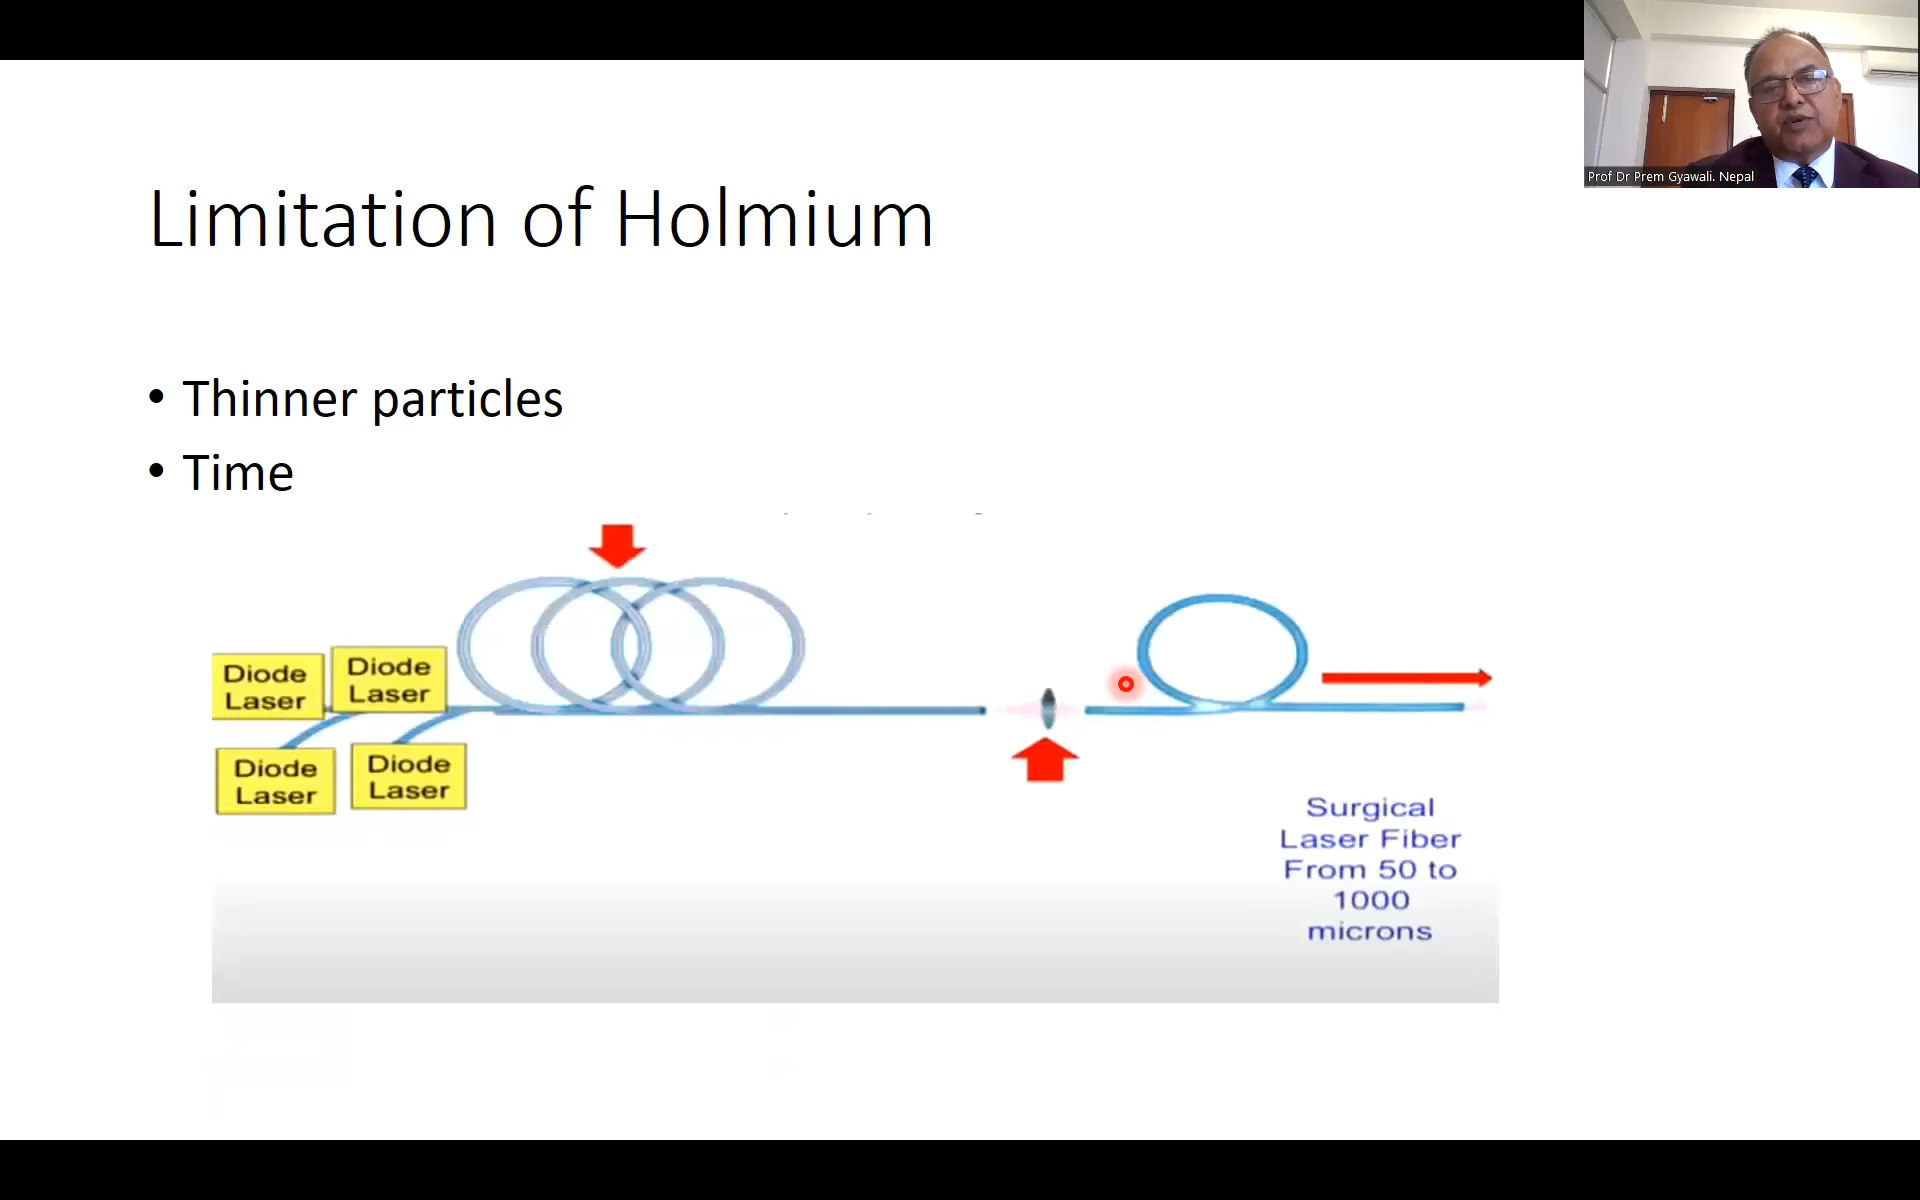 Prof Dr Prem Gyawali. Nepal
Limitation of Holmium
• Thinner particles
• Time
Diode
Laser
Diode
Laser
Diode
Laser
Diode
Laser
Surgical
Laser Fiber
From 50 to
1000
microns